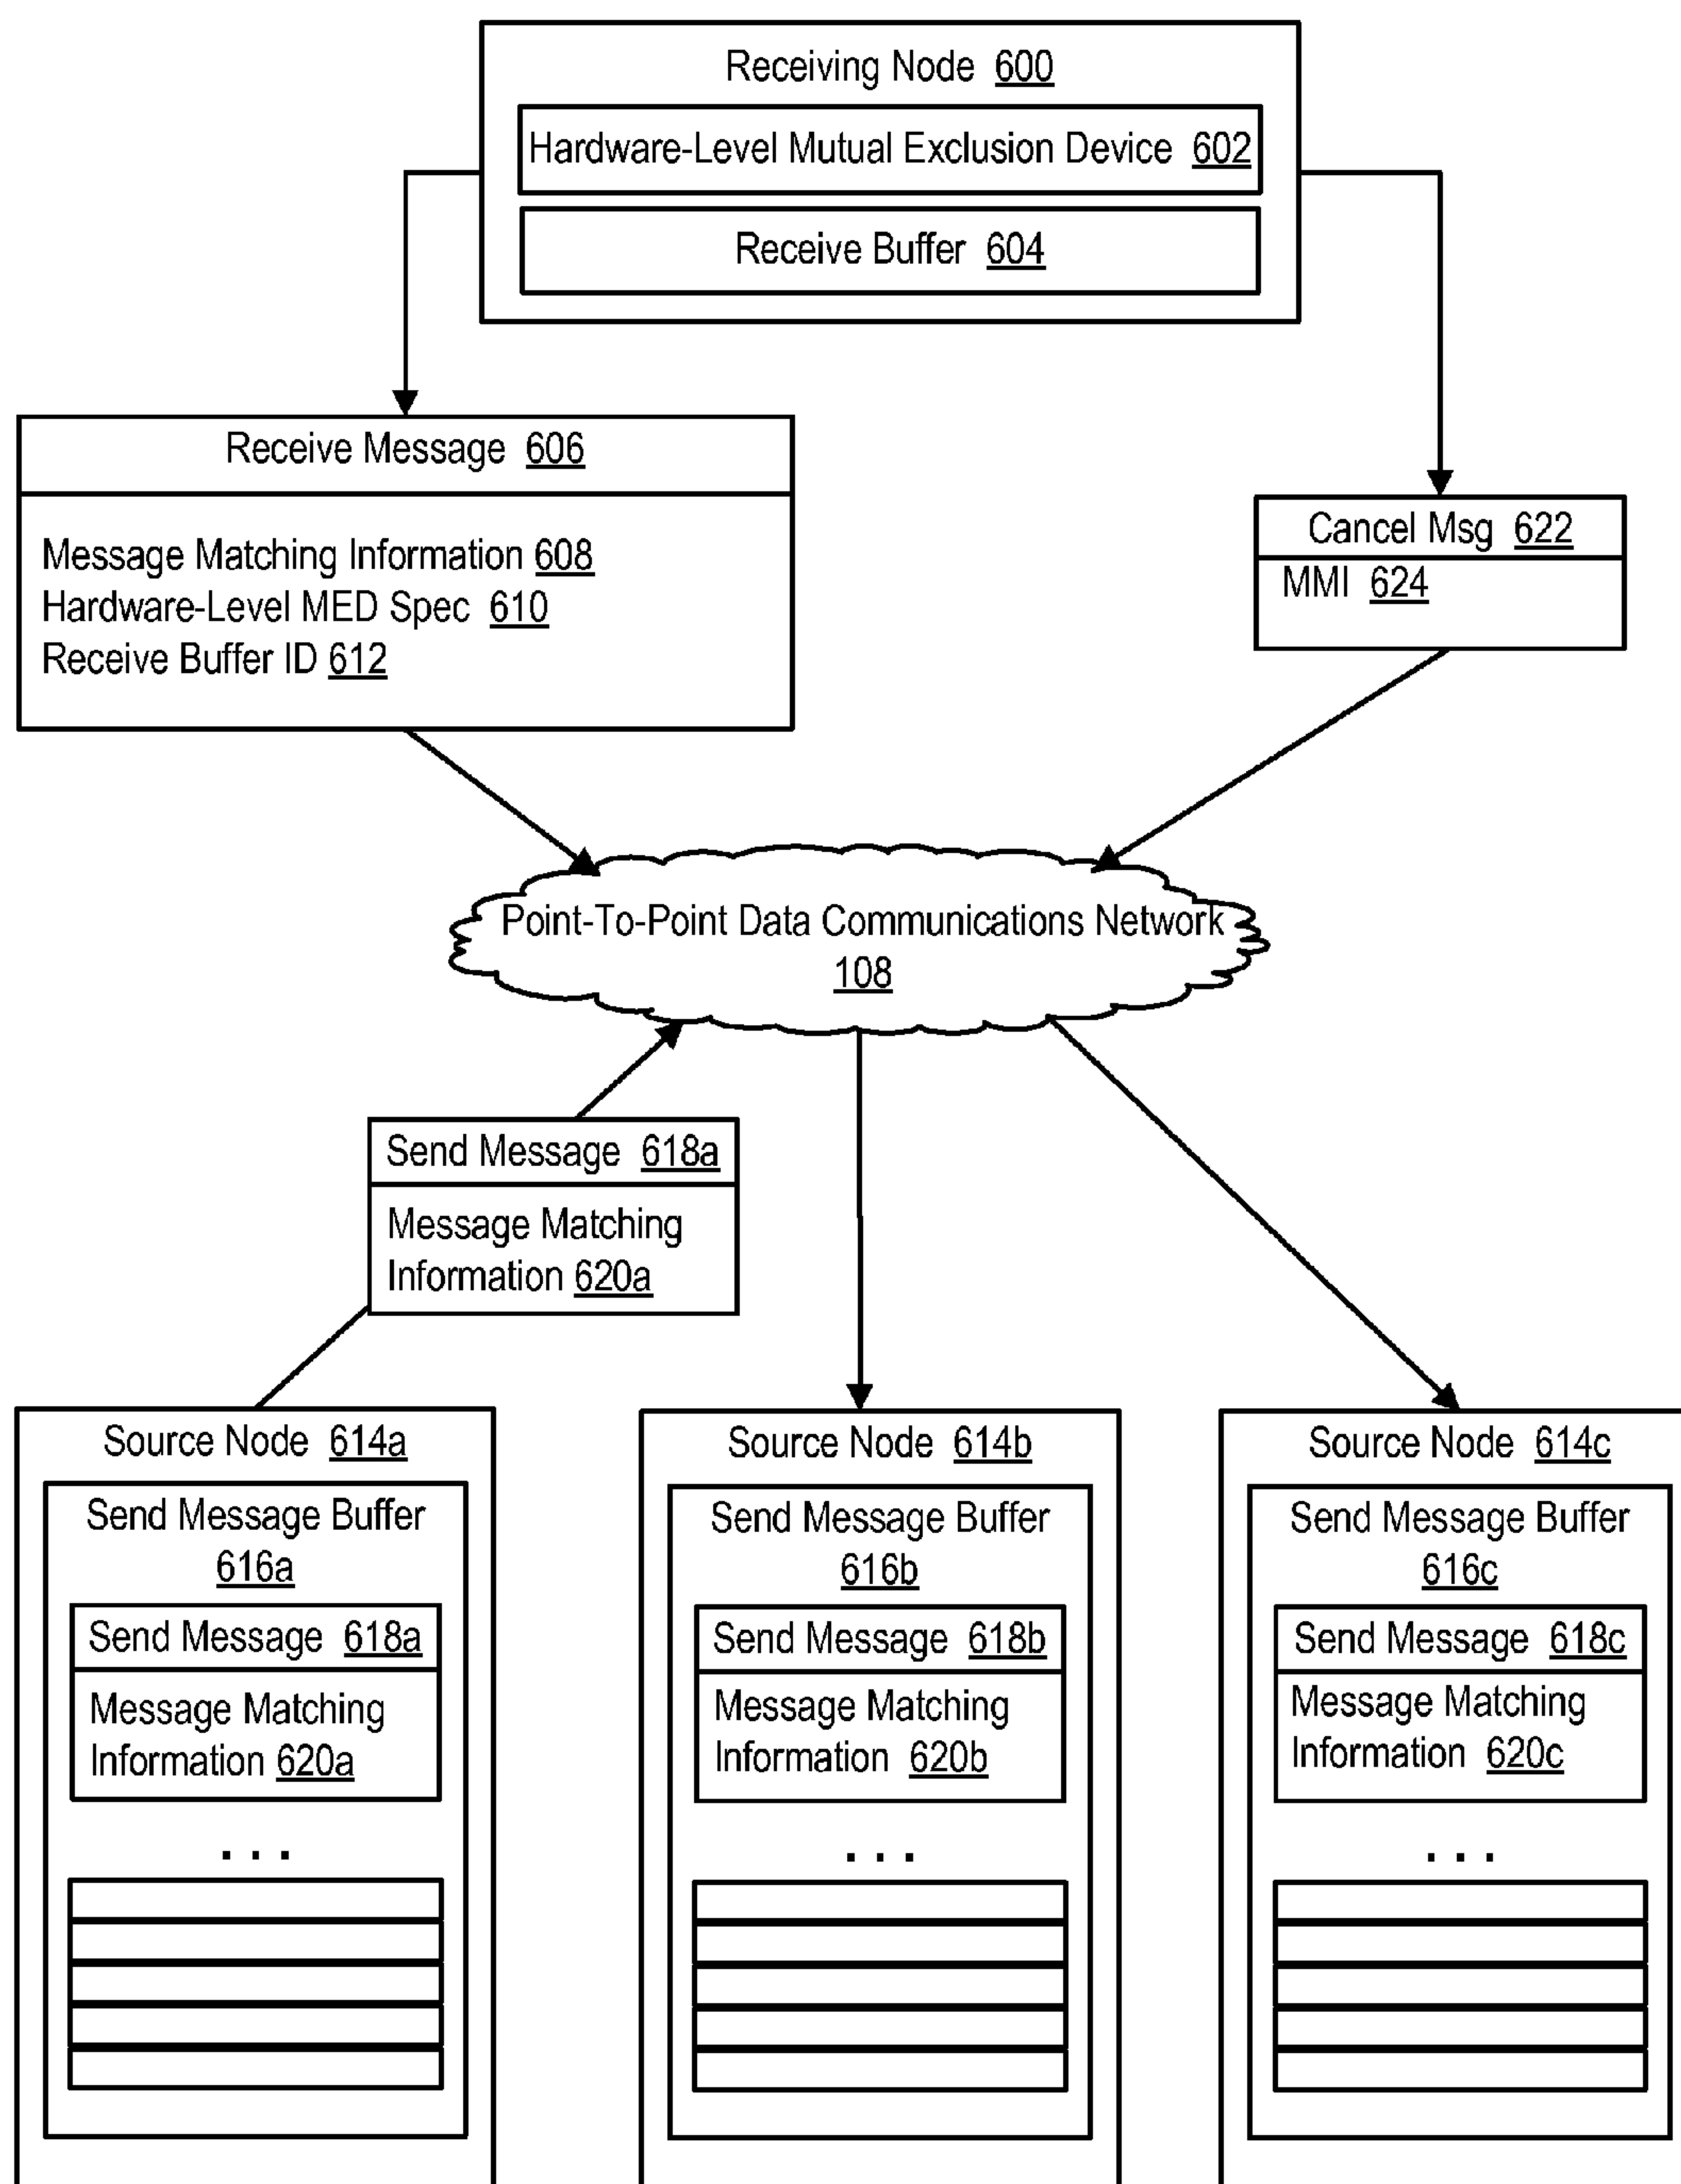 Receiving Node 600
Hardware-Level Mutual Exclusion Device 602
Receive Buffer 604
Receive Message 606
Message Matching Information 608
Hardware-Level MED Spec 610
Receive Buffer ID 612
Cancel Msg 622
MMI 624
Point-To-Point Data Communications Network
108
Send Message 618a
Message Matching
Information 620a
Source Node 614a
Send Message Buffer
616a
Send Message 618a
Message Matching
Information 620a
...
Source Node 614b
Send Message Buffer
616b
Send Message 618b
Message Matching
Information 620b
...
Source Node 614c
Send Message Buffer
616c
Send Message 618c
Message Matching
Information 620c
...